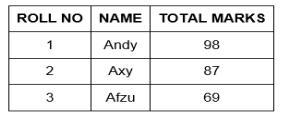 ROLL NO NAME TOTAL MARKS
1 Andy 98
2 Axy 87
3 Afzu 69